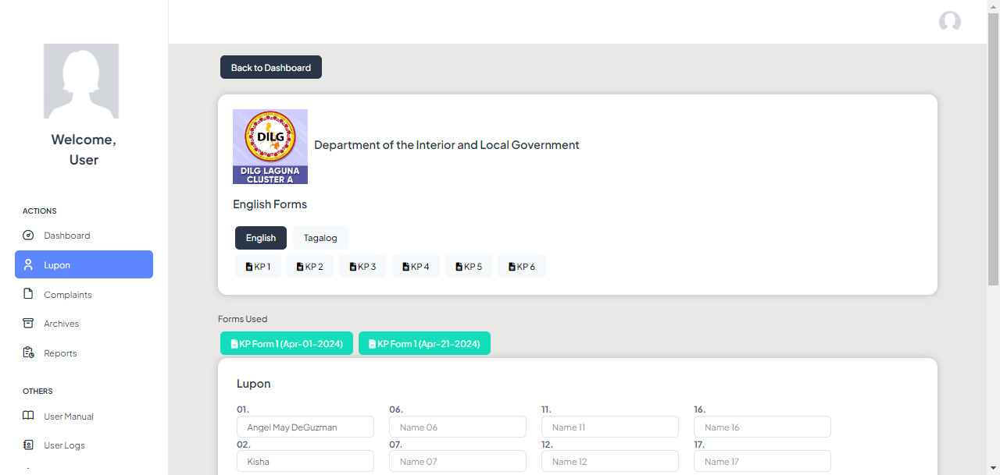 Welcome,
User
ACTIONS
Dashboard
Lupon
Complaints
Archives
Reports
OTHERS
User Manual
User Logs
Back to Dashboard
DILG
DILG LAGUNA
CLUSTER A
Department of the Interior and Local Government
English Forms
English Tagalog
KP 1 KP 2 KP 3 KP 4 KP 5 KP 6
Forms Used
KP Form 1 (Apr-01-2024) KP Form 1 (Apr-21-2024)
Lupon
01. 06. 11. 16.
Angel May DeGuzman Name 06 Name 11 Name 16
02. 07. 12. 17.
Kisha Name 07 Name 12 Name 17